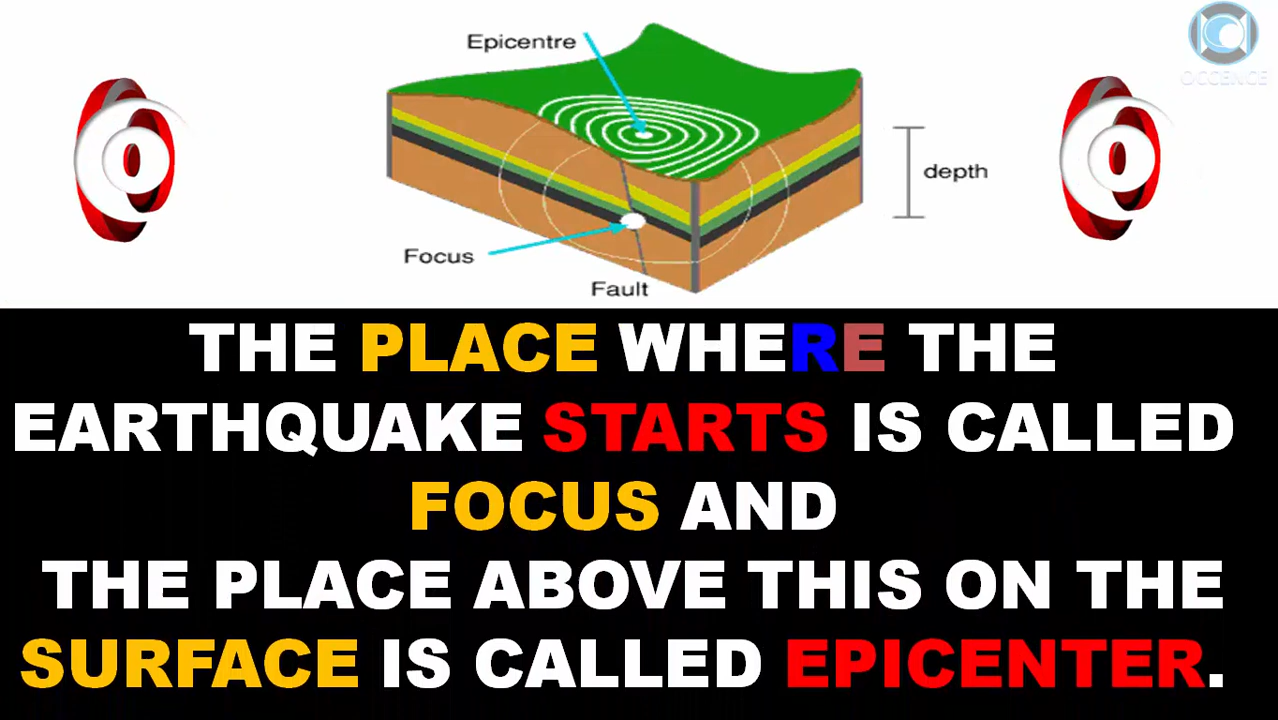 Epicentre
OCCENCE
depth
Focus
Fault
THE PLACE WHERE THE
EARTHQUAKE STARTS IS CALLED
FOCUS AND
THE PLACE ABOVE THIS ON THE
SURFACE IS CALLED EPICENTER.